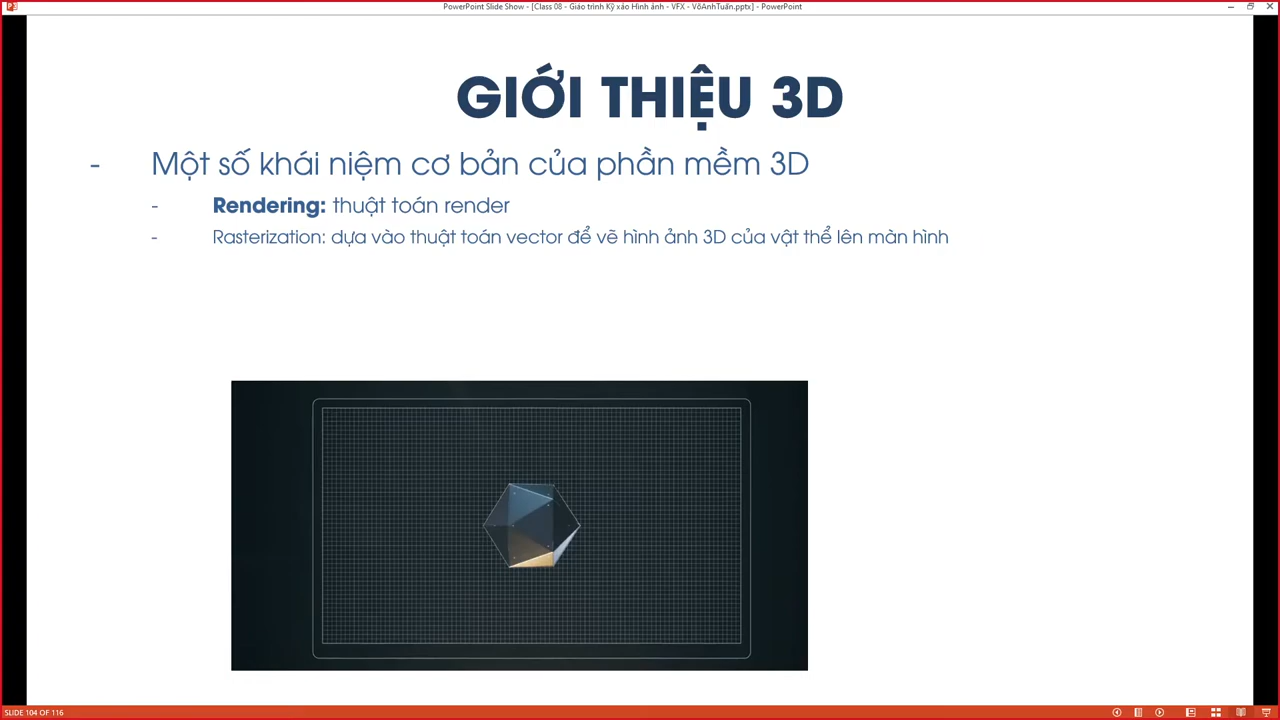 PowerPoint Slide Show - [Class 08 - Giáo trình Kỹ xảo Hình ảnh - VFX - VõAnhTuấn.pptx] - PowerPoint
GIỚI THIỆU 3D
- Một số khái niệm cơ bản của phần mềm 3D
- Rendering: thuật toán render
- Rasterization: dựa vào thuật toán vector để vẽ hình ảnh 3D của vật thể lên màn hình
SLIDE 104 OF 116